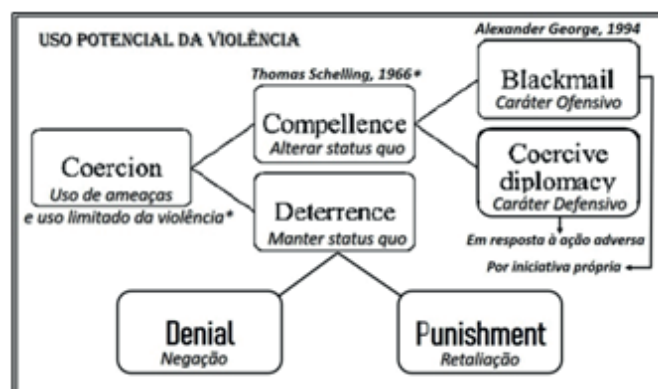 USO POTENCIAL DA VIOLÊNCIA
Alexander George, 1994
Thomas Schelling, 1966*
Blackmail
Caráter Ofensivo
Compellence
Alterar status quo
Coercion
Uso de ameaças
e uso limitado da violência*
Coercive
diplomacy
Caráter Defensivo
Deterrence
Manter status quo
Em resposta à ação adversa
Por iniciativa própria
Denial
Negação
Punishment
Retaliação